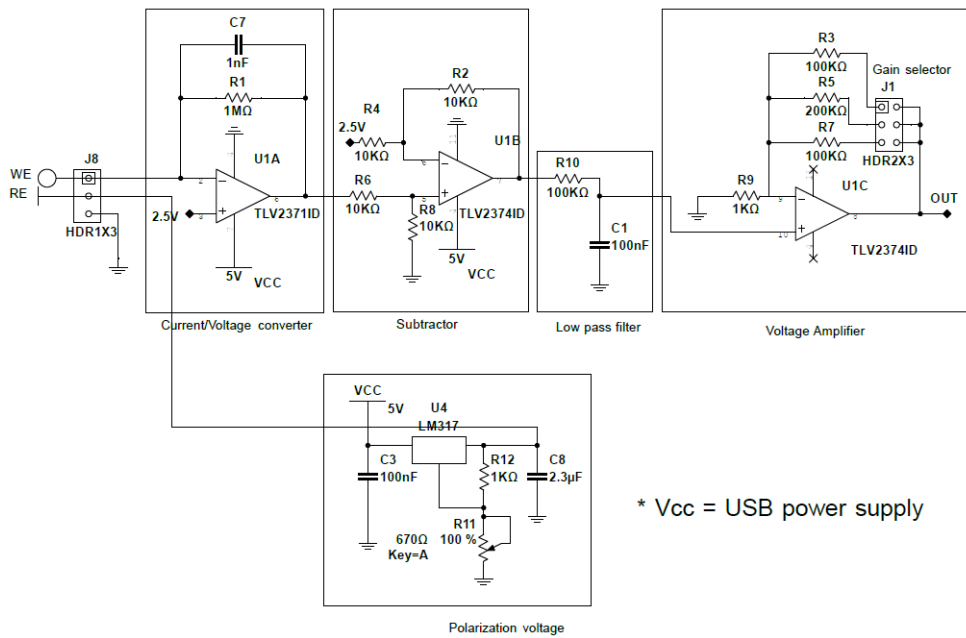 C7
1nF
R1
1MΩ
U1A
TLV2371ID
2.5V
5V
VCC
WE
RE
J8
HDR1X3
Current/Voltage converter
R2
10KΩ
R4
2.5V
10KΩ
U1B
R6
10KΩ
R8
10KΩ
TLV2374ID
5V
VCC
Subtractor
R10
100KΩ
C1
100nF
Low pass filter
R3
100KΩ
Gain selector
R5
J1
200KΩ
R7
100KΩ
HDR2X3
R9
U1C
1KΩ
OUT
TLV2374ID
Voltage Amplifier
VCC
5V
U4
LM317
C3
100nF
R12
1KΩ
C8
2.3µF
R11
670Ω
100 %
Key=A
Polarization voltage
* Vcc = USB power supply